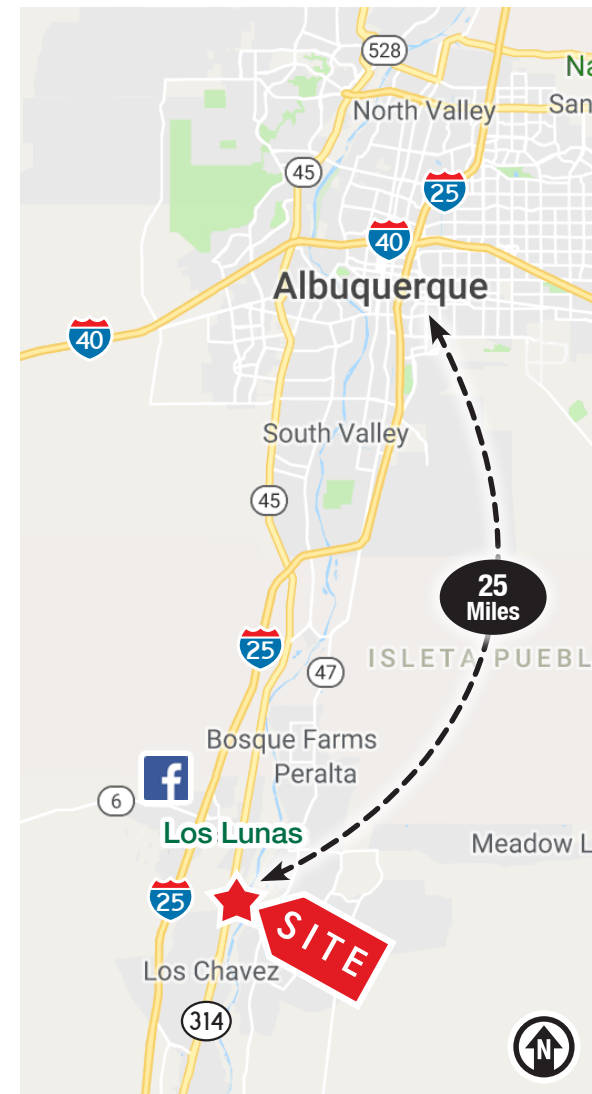 528
Na
North Valley
San
45
25
40
Albuquerque
40
South Valley
45
25
Miles
25
ISLETA PUEBL
47
Bosque Farms
Peralta
f
6
Los Lunas
Meadow L
25
SITE
Los Chavez
314
N